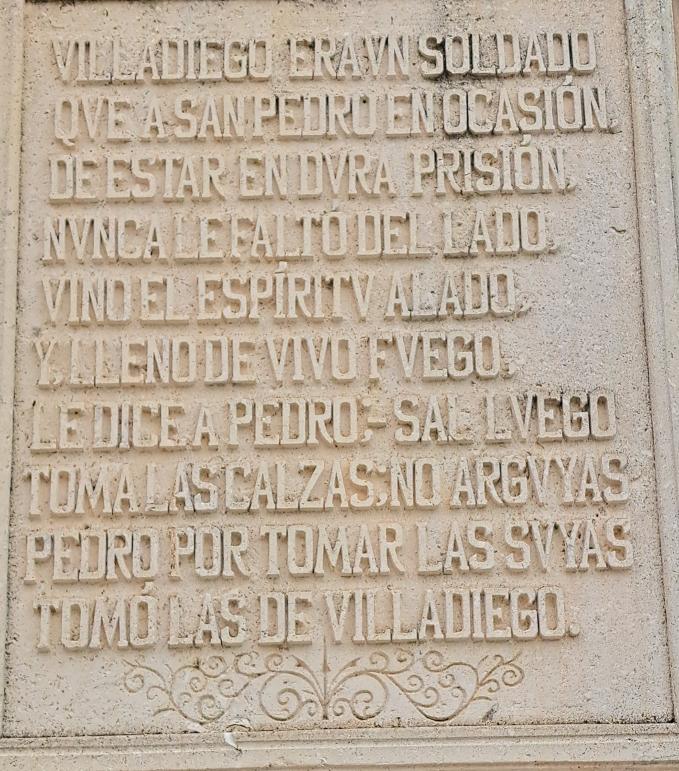 VILLADIEGO ERA VN SOLDADO
QVE A SAN PEDRO EN OCASIÓN
DE ESTAR EN DVRA PRISIÓN,
NVNCA LE FALTÓ DEL LADO.
VINO EL ESPÍRITV ALADO,
Y, LLENO DE VIVO FVEGO,
LE DICE A PEDRO:- SAL LVEGO
TOMA LAS CALZAS; NO ARGVYAS
PEDRO POR TOMAR LAS SVYAS
TOMÓ LAS DE VILLADIEGO.